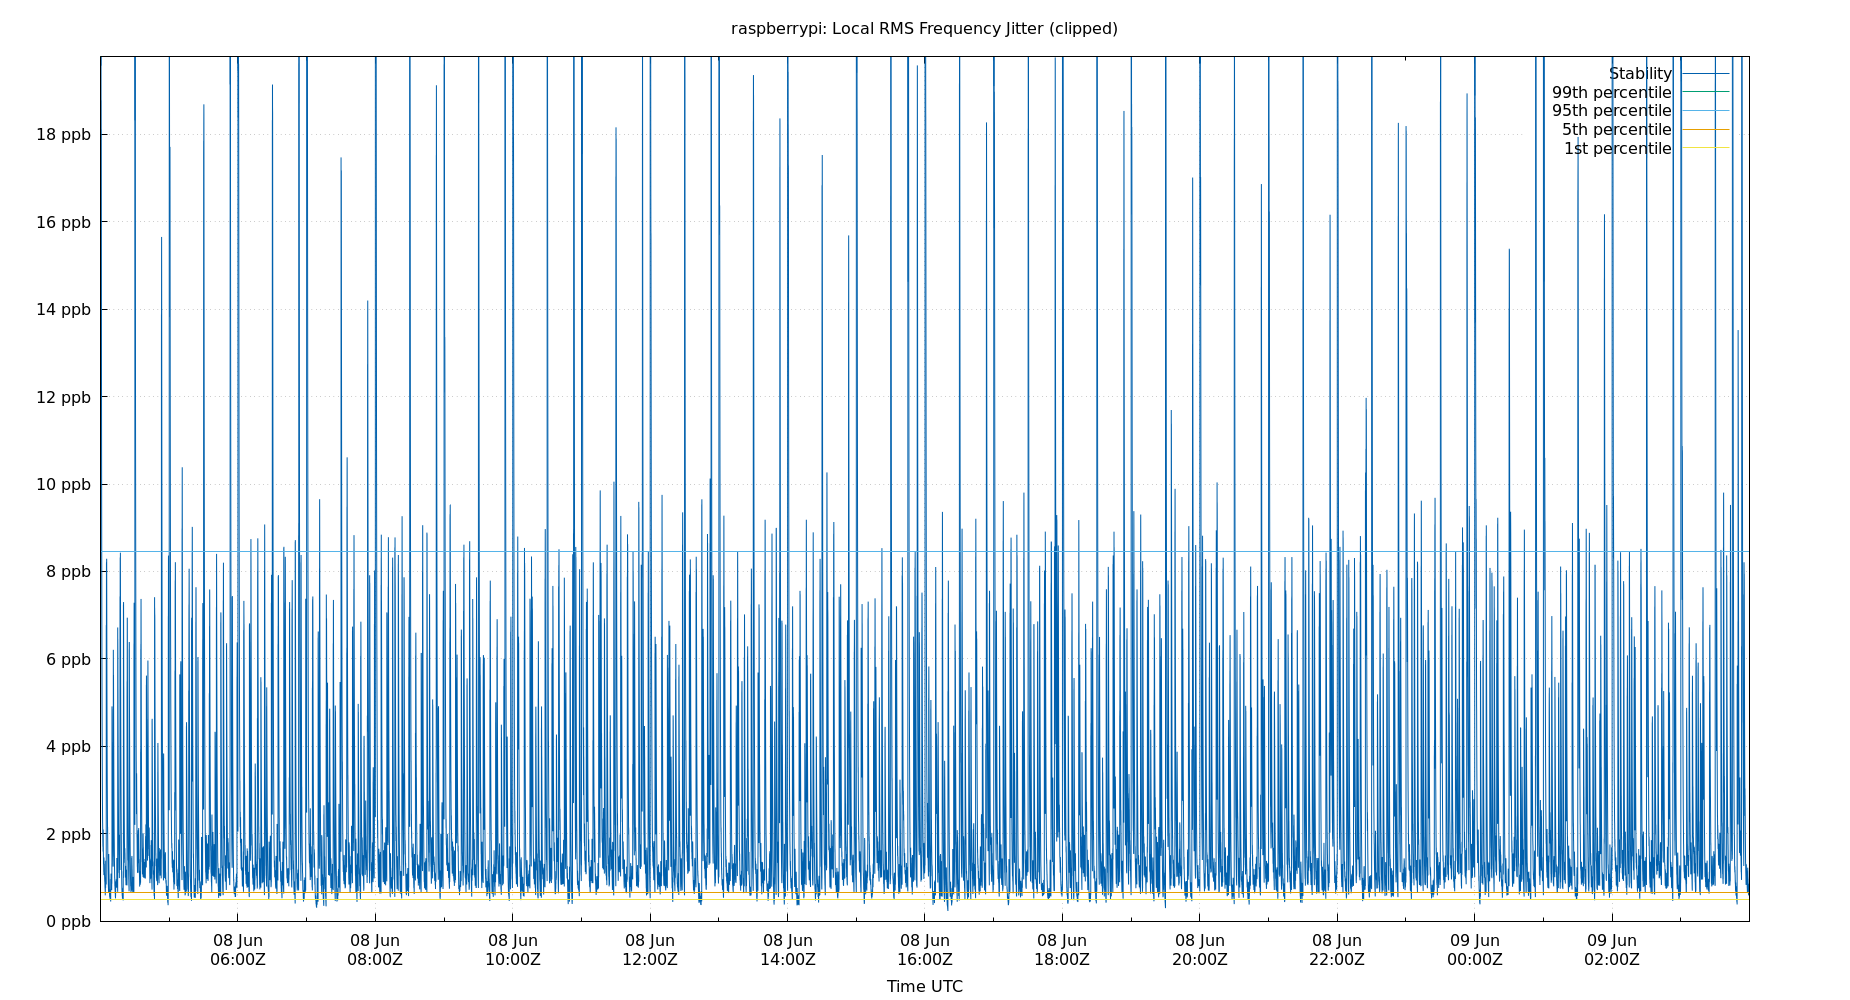 raspberrypi: Local RMS Frequency Jitter (clipped)
Stability
99th percentile
95th percentile
5th percentile
1st percentile
18 ppb
16 ppb
14 ppb
12 ppb
10 ppb
8 ppb
6 ppb
4 ppb
2 ppb
0 ppb
08 Jun 08 Jun 08 Jun 08 Jun 08 Jun 08 Jun 08 Jun 08 Jun 08 Jun 09 Jun 09 Jun
06:00Z 08:00Z 10:00Z 12:00Z 14:00Z 16:00Z 18:00Z 20:00Z 22:00Z 00:00Z 02:00Z
Time UTC